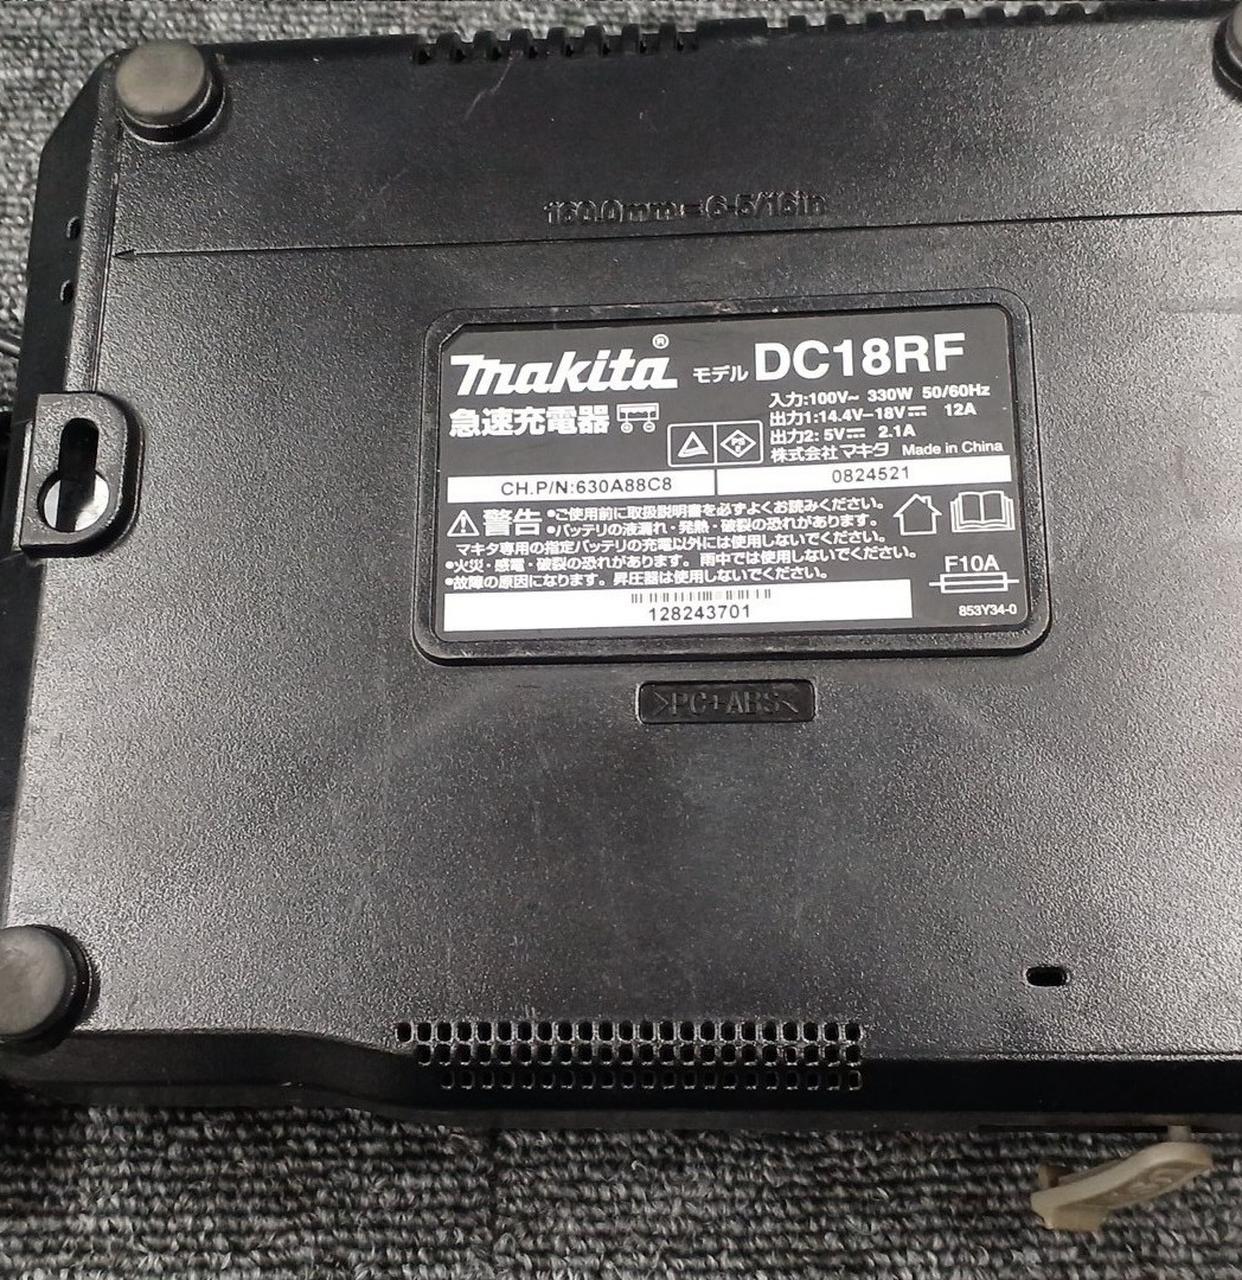 160.0mm=6-5/16in
makita® モデル DC18RF
急速充電器
入力:100V~ 330W 50/60Hz
出力1:14.4V-18V⎓ 12A
出力2: 5V⎓ 2.1A
株式会社 マキタ Made in China
PS
E
CH.P/N:630A88C8
0824521
警告 •ご使用前に取扱説明書を必ずよくお読みください。
•バッテリの液漏れ・発熱・破裂の恐れがあります。
マキタ専用の指定バッテリの充電以外には使用しないでください。
•火災・感電・破裂の恐れがあります。雨中では使用しないでください。
•故障の原因になります。昇圧器は使用しないでください。
F10A
128243701
853Y34-0
>PC+ABS<